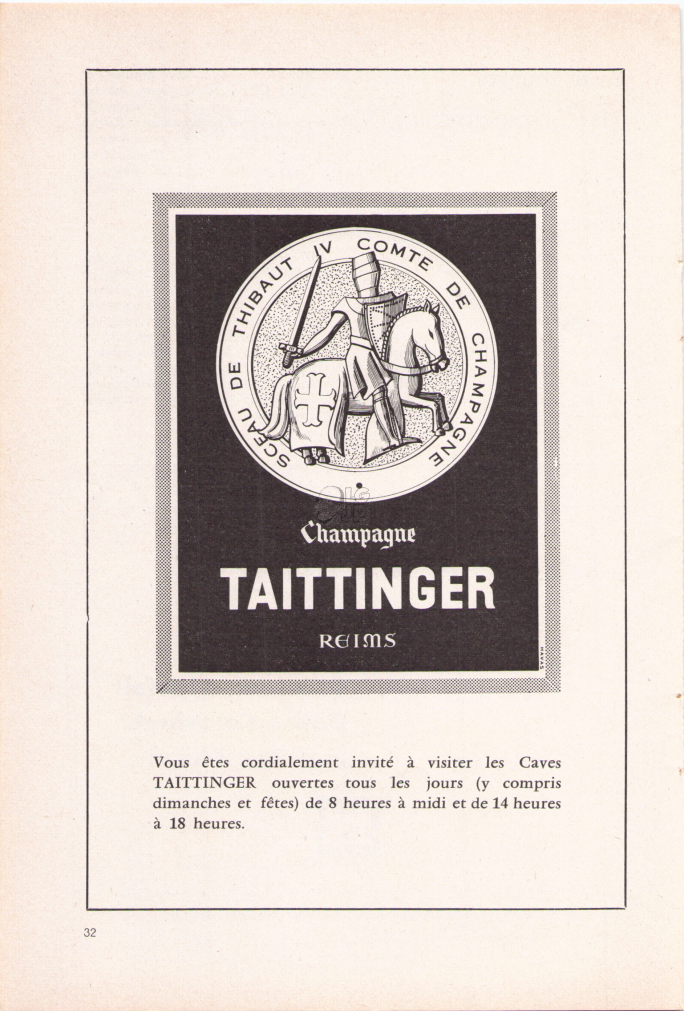 SCEAU DE THIBAUT IV COMTE DE CHAMPAGNE
Champagne
TAITTINGER
REIMS
HAVAS
Vous êtes cordialement invité à visiter les Caves
TAITTINGER ouvertes tous les jours (y compris
dimanches et fêtes) de 8 heures à midi et de 14 heures
à 18 heures.
32